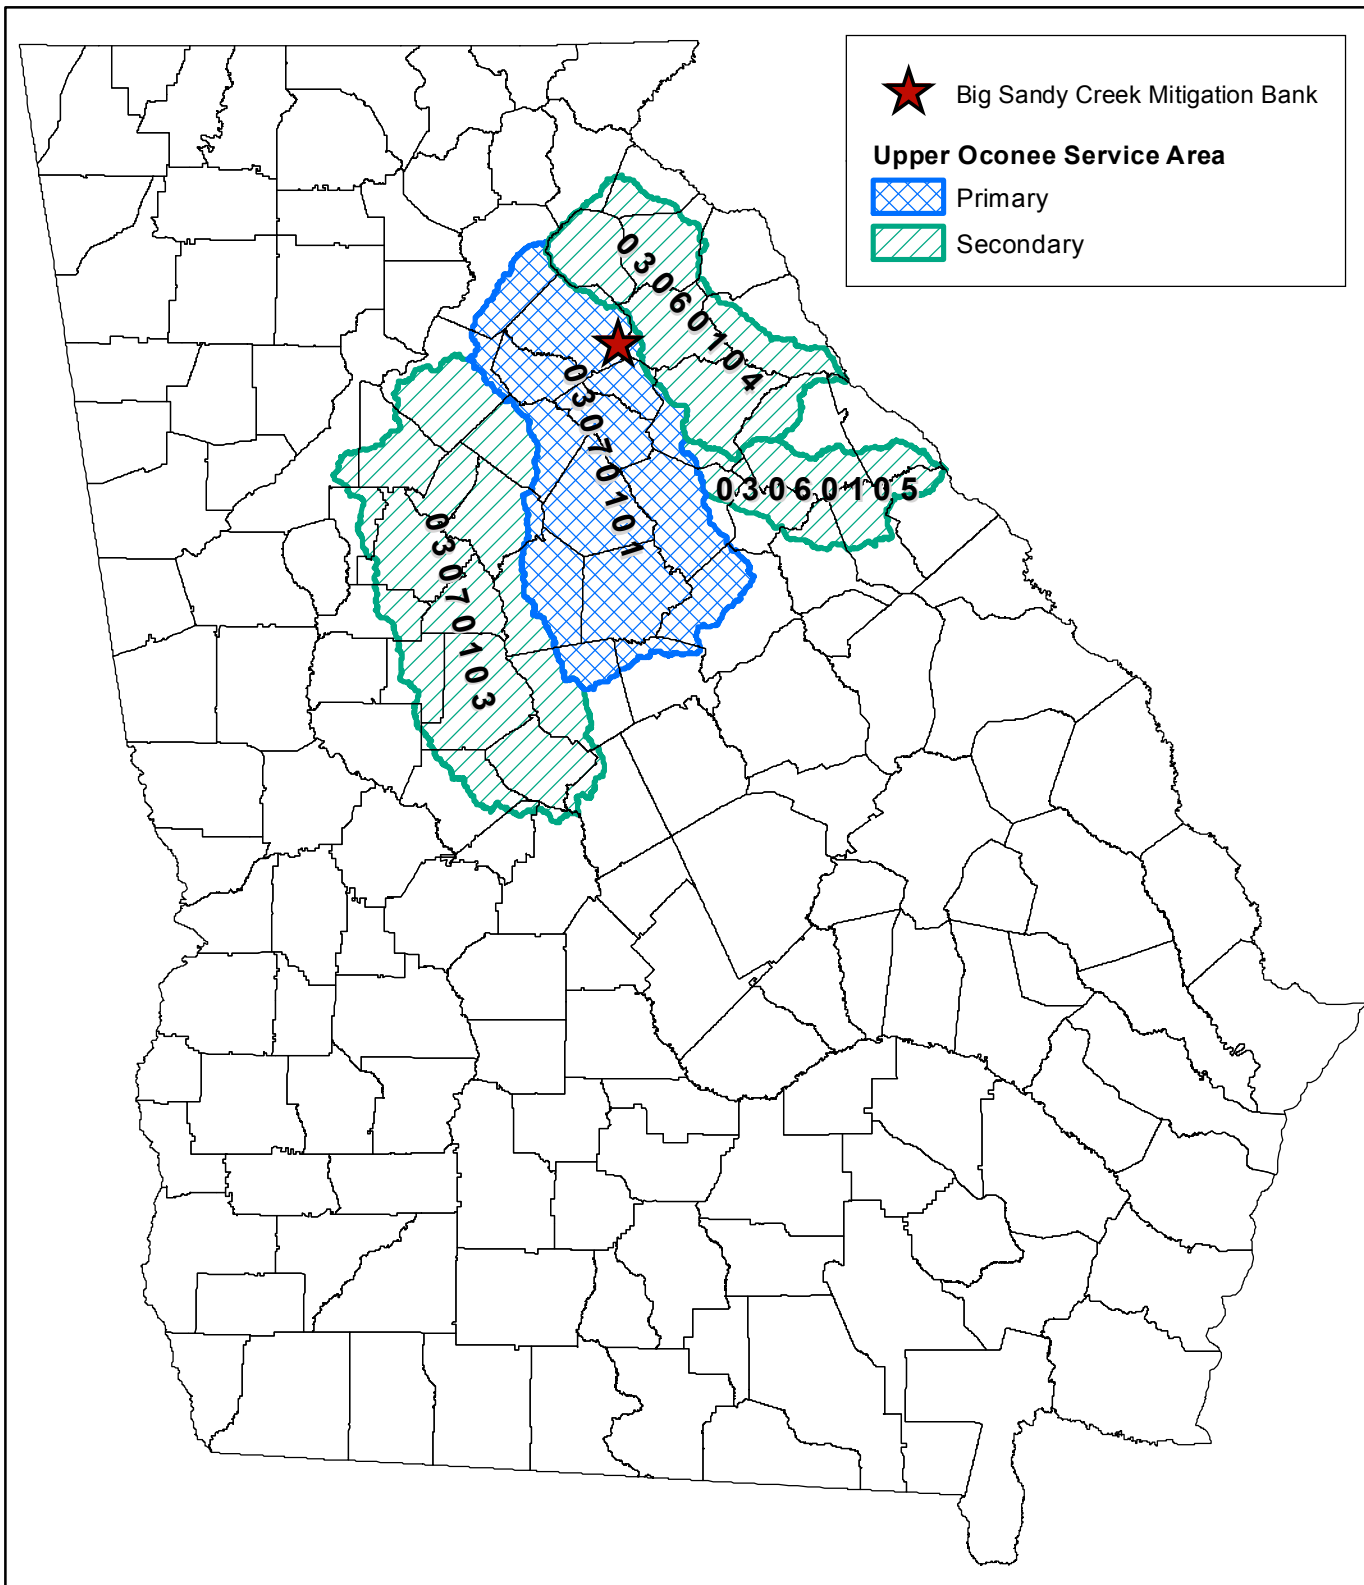 Big Sandy Creek Mitigation Bank
Upper Oconee Service Area
Primary
Secondary
03060104
03070101
03060105
03070103